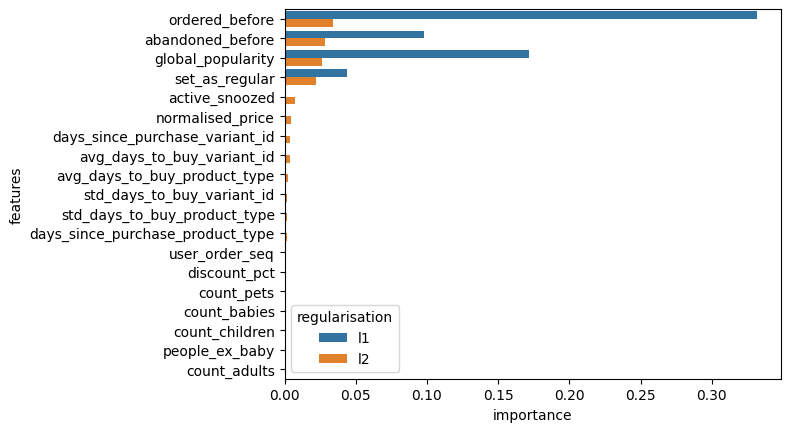 ordered_before
abandoned_before
global_popularity
set_as_regular
active_snoozed
normalised_price
days_since_purchase_variant_id
avg_days_to_buy_variant_id
avg_days_to_buy_product_type
std_days_to_buy_variant_id
std_days_to_buy_product_type
days_since_purchase_product_type
user_order_seq
discount_pct
count_pets
count_babies
count_children
people_ex_baby
count_adults
features
regularisation
l1
l2
0.00 0.05 0.10 0.15 0.20 0.25 0.30
importance